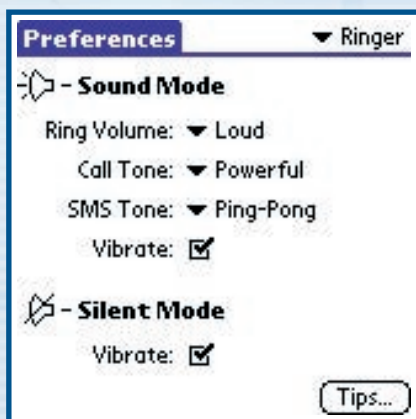 Preferences Ringer
- Sound Mode
Ring Volume: Loud
Call Tone: Powerful
SMS Tone: Ping-Pong
Vibrate:
- Silent Mode
Vibrate:
Tips...